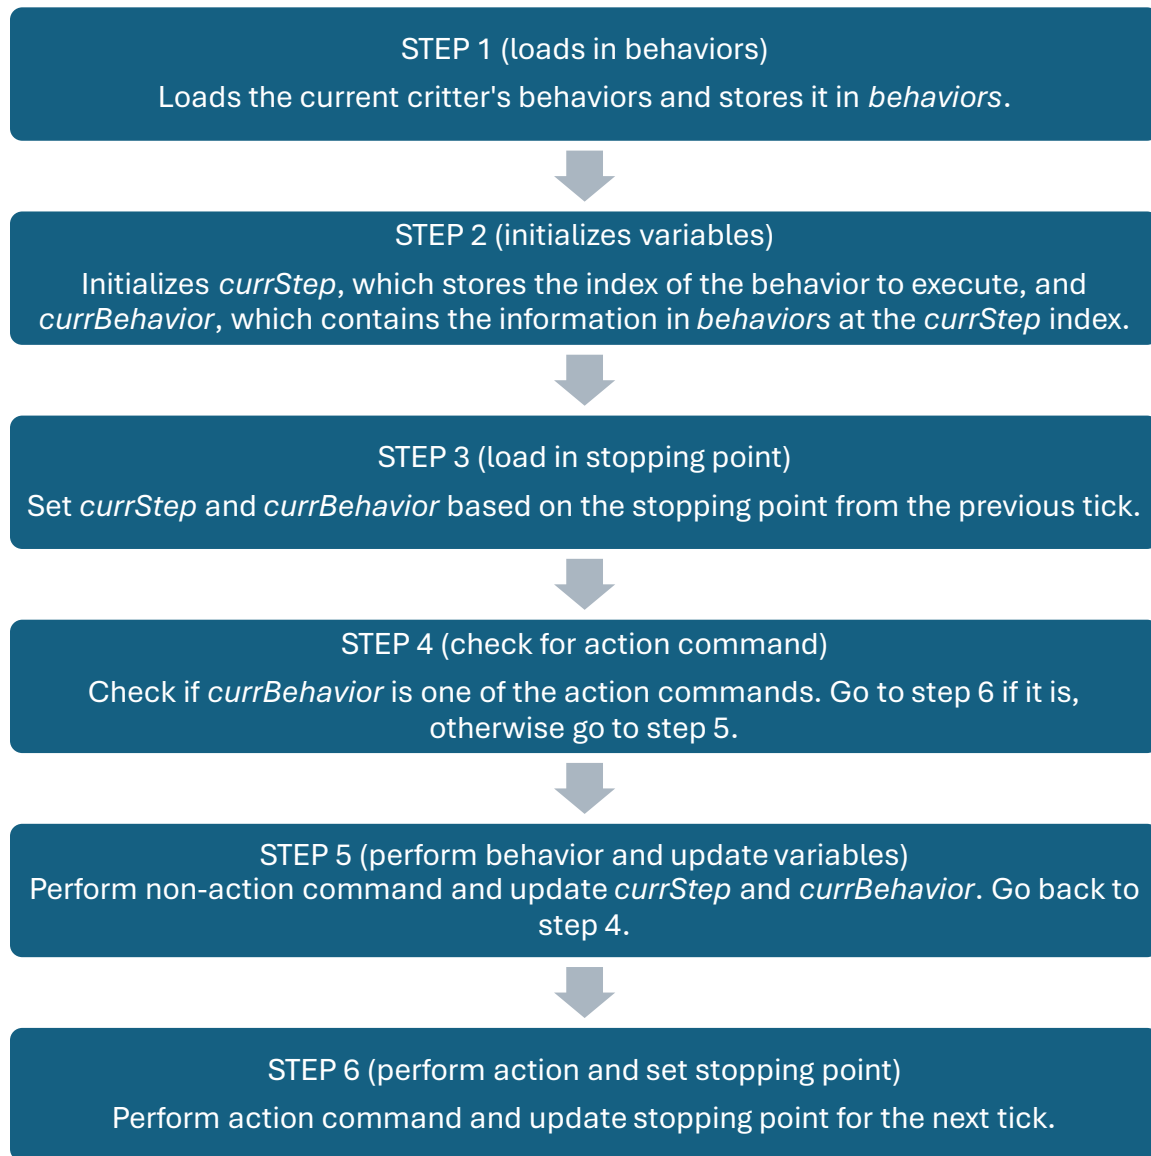 STEP 1 (loads in behaviors)
Loads the current critter's behaviors and stores it in behaviors.
STEP 2 (initializes variables)
Initializes currStep, which stores the index of the behavior to execute, and
currBehavior, which contains the information in behaviors at the currStep index.
STEP 3 (load in stopping point)
Set currStep and currBehavior based on the stopping point from the previous tick.
STEP 4 (check for action command)
Check if currBehavior is one of the action commands. Go to step 6 if it is,
otherwise go to step 5.
STEP 5 (perform behavior and update variables)
Perform non-action command and update currStep and currBehavior. Go back to
step 4.
STEP 6 (perform action and set stopping point)
Perform action command and update stopping point for the next tick.